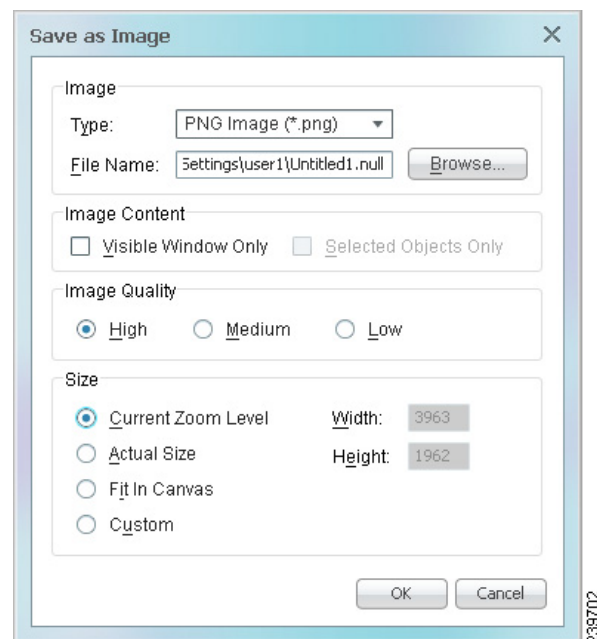 Save as Image
Image
Type: PNG Image (*.png)
File Name: Settings\user1\Untitled1.null Browse...
Image Content
Visible Window Only Selected Objects Only
Image Quality
High Medium Low
Size
Current Zoom Level Width: 3963
Actual Size Height: 1962
Fit In Canvas
Custom
OK Cancel
239702